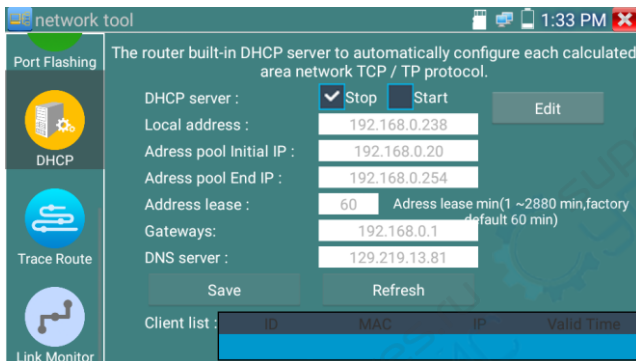 network tool
1:33 PM
Port Flashing
The router built-in DHCP server to automatically configure each calculated
area network TCP / TP protocol.
DHCP server :
Stop
Start
Edit
Local address :
192.168.0.238
DHCP
Adress pool Initial IP :
192.168.0.20
Adress pool End IP :
192.168.0.254
Address lease :
60
Adress lease min(1 ~2880 min,factory
default 60 min)
Gateways:
192.168.0.1
Trace Route
DNS server :
129.219.13.81
Save
Refresh
Client list :
ID
MAC
IP
Valid Time
Link Monitor